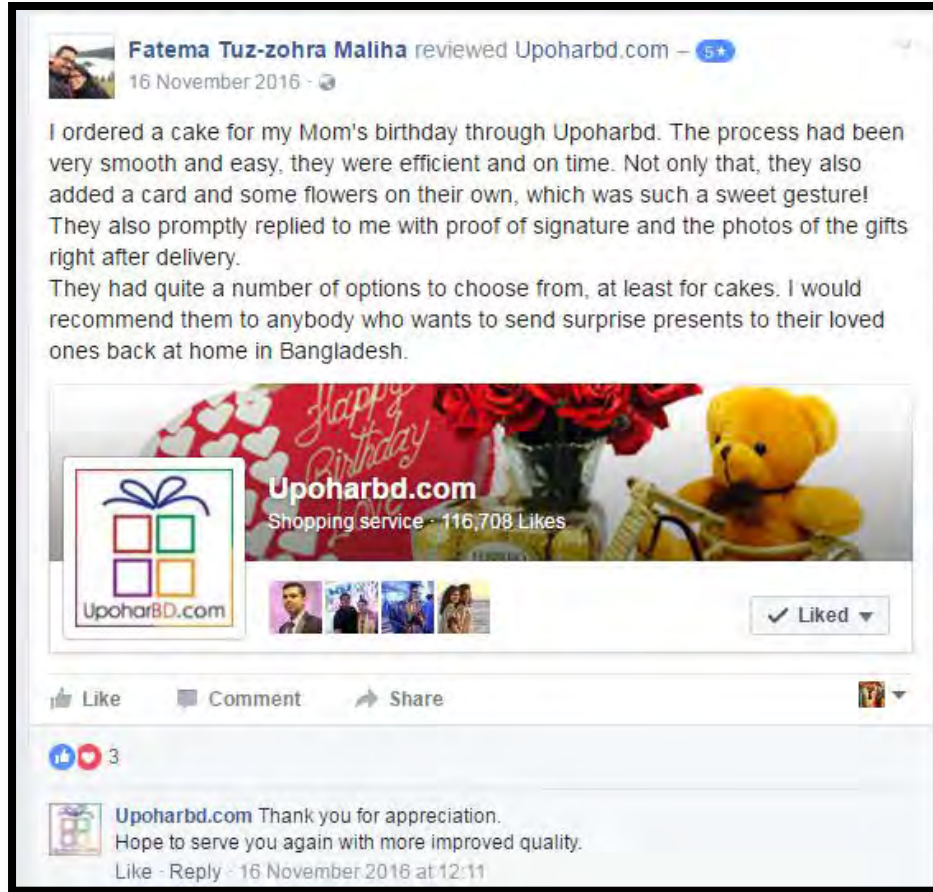 Fatema Tuz-zohra Maliha reviewed Upoharbd.com – 5★
16 November 2016 ·
I ordered a cake for my Mom's birthday through Upoharbd. The process had been
very smooth and easy, they were efficient and on time. Not only that, they also
added a card and some flowers on their own, which was such a sweet gesture!
They also promptly replied to me with proof of signature and the photos of the gifts
right after delivery.
They had quite a number of options to choose from, at least for cakes. I would
recommend them to anybody who wants to send surprise presents to their loved
ones back at home in Bangladesh.
Happy
Birthday
Love
Upoharbd.com
Shopping service · 116,708 Likes
UpoharBD.com
Liked
Like Comment Share
3
Upoharbd.com Thank you for appreciation.
Hope to serve you again with more improved quality.
Like · Reply · 16 November 2016 at 12:11